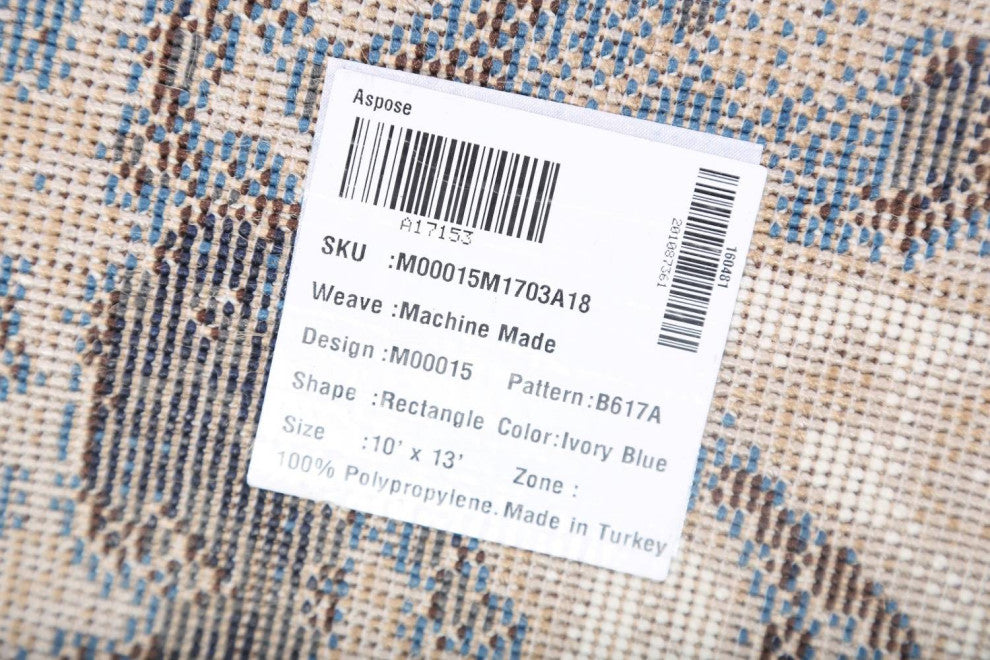 Aspose
A17153
SKU :M00015M1703A18
Weave :Machine Made
Design :M00015 Pattern:B617A
Shape :Rectangle Color:Ivory Blue
Size :10' x 13' Zone :
100% Polypropylene. Made in Turkey
160481
201087361